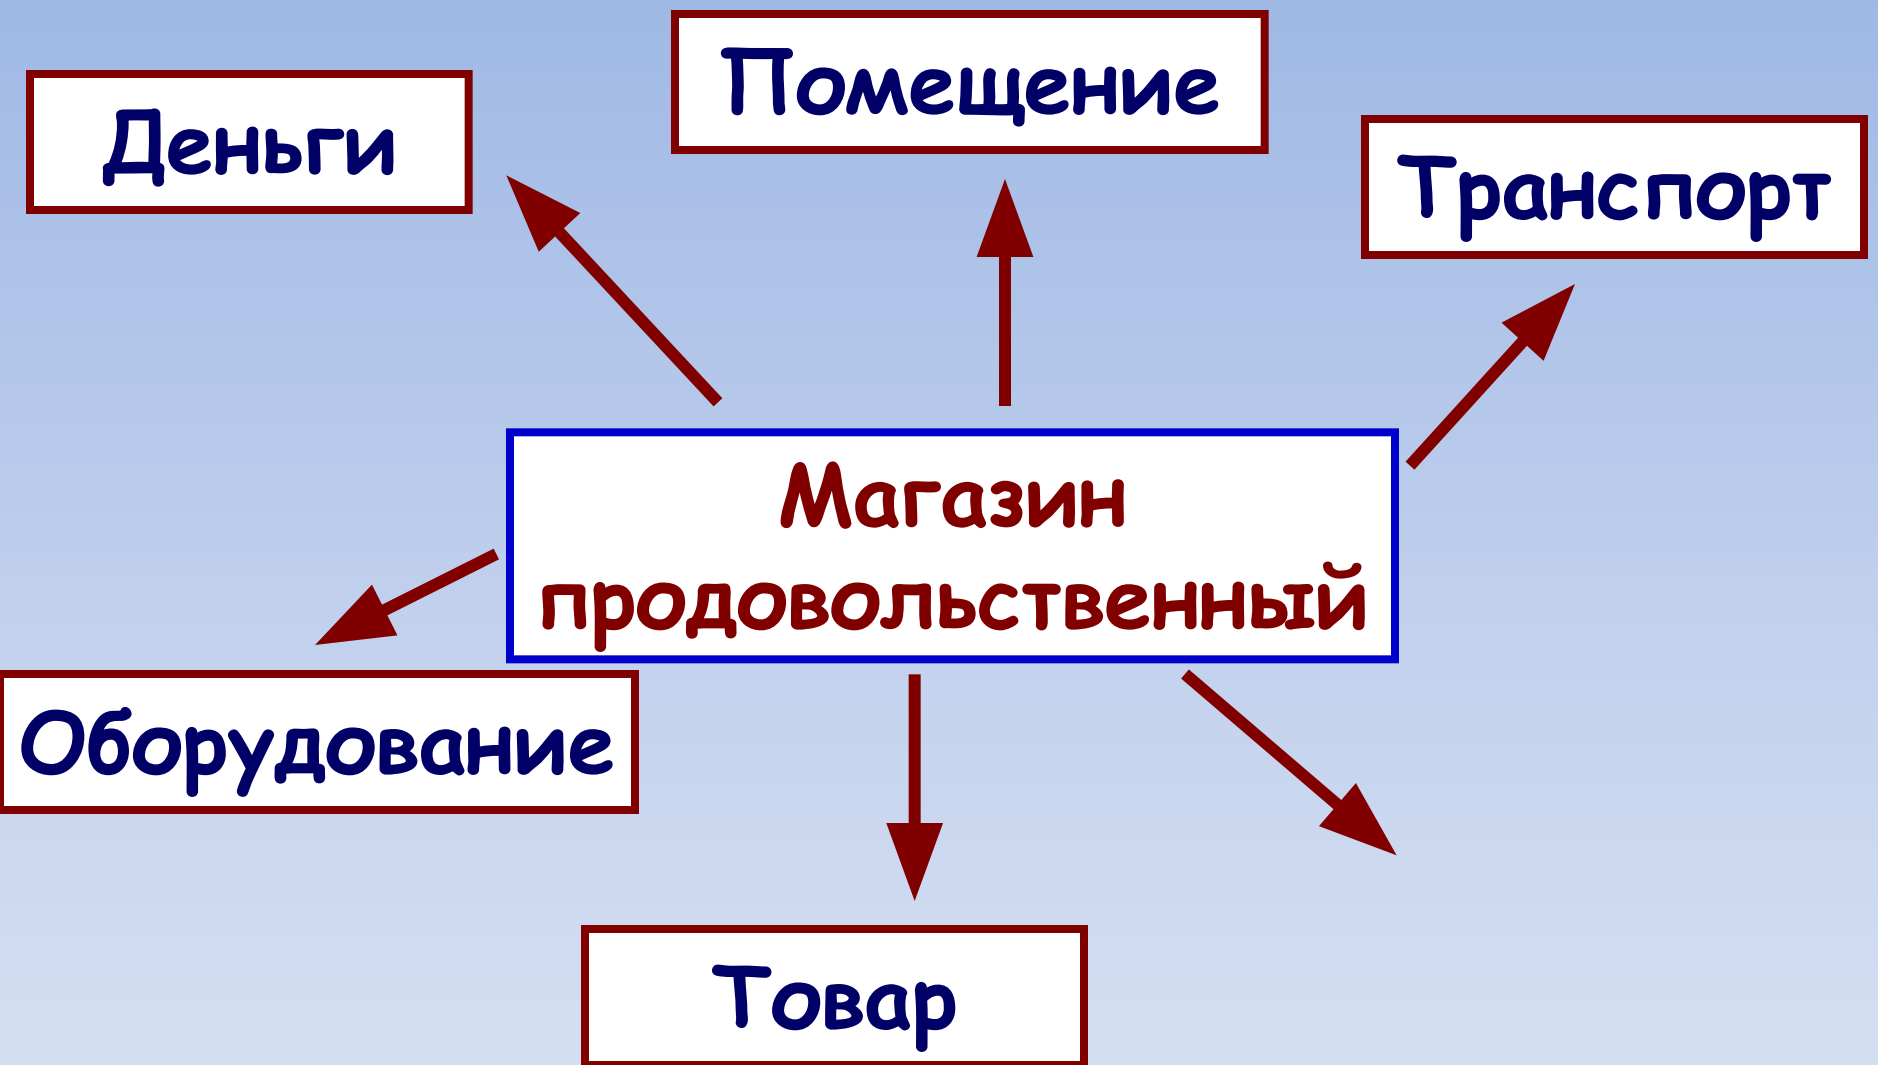 Помещение
Деньги
Транспорт
Магазин
продовольственный
Оборудование
Товар